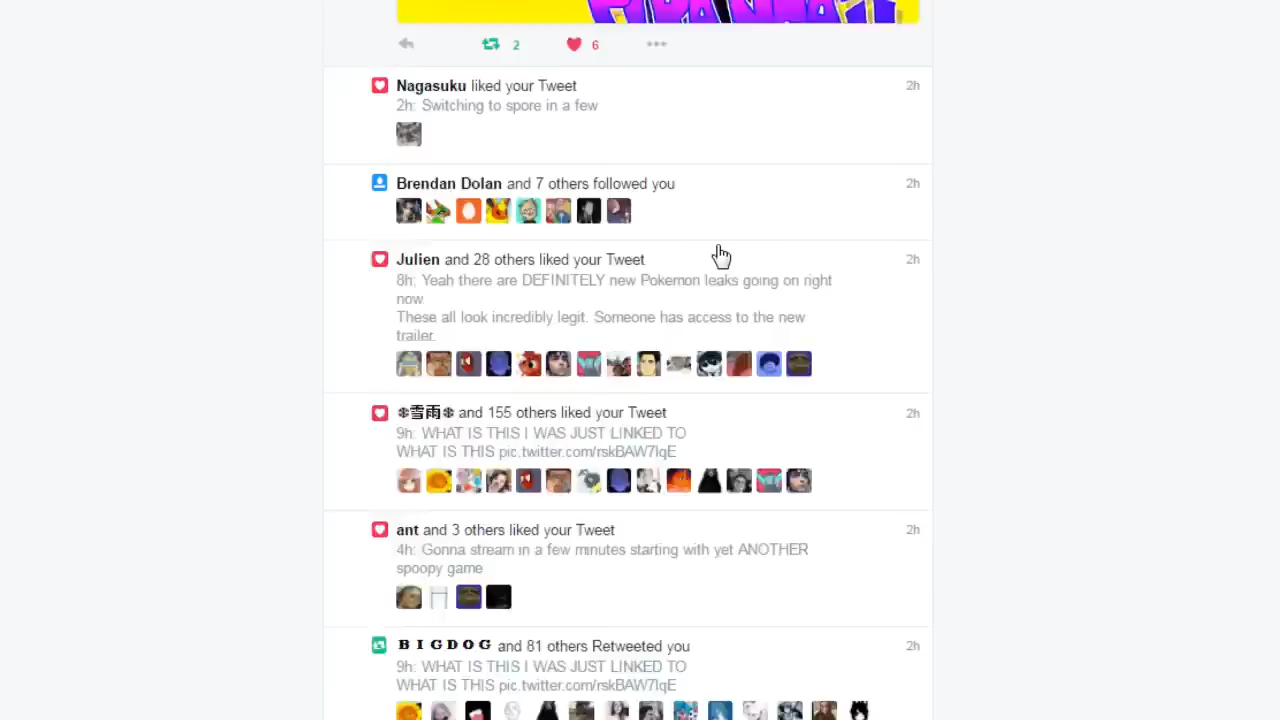 2 6
Nagasuku liked your Tweet 2h
2h: Switching to spore in a few
Brendan Dolan and 7 others followed you 2h
Julien and 28 others liked your Tweet 2h
8h: Yeah there are DEFINITELY new Pokemon leaks going on right
now
These all look incredibly legit. Someone has access to the new
trailer.
❄雪雨❄ and 155 others liked your Tweet 2h
9h: WHAT IS THIS I WAS JUST LINKED TO
WHAT IS THIS pic.twitter.com/rskBAW7lqE
ant and 3 others liked your Tweet 2h
4h: Gonna stream in a few minutes starting with yet ANOTHER
spoopy game
B I G D O G and 81 others Retweeted you 2h
9h: WHAT IS THIS I WAS JUST LINKED TO
WHAT IS THIS pic.twitter.com/rskBAW7lqE